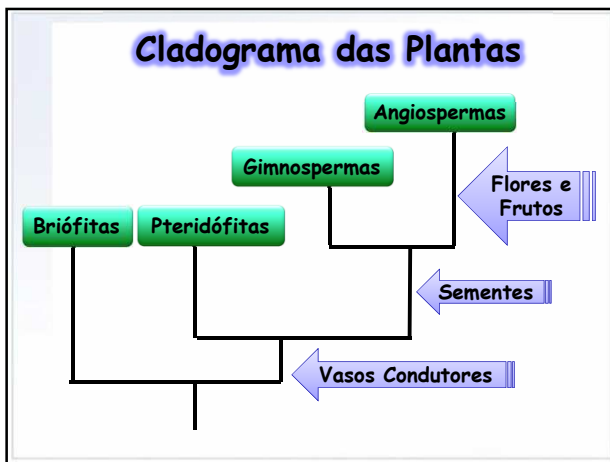 Cladograma das Plantas
Angiospermas
Gimnospermas
Flores e
Frutos
Briófitas
Pteridófitas
Sementes
Vasos Condutores